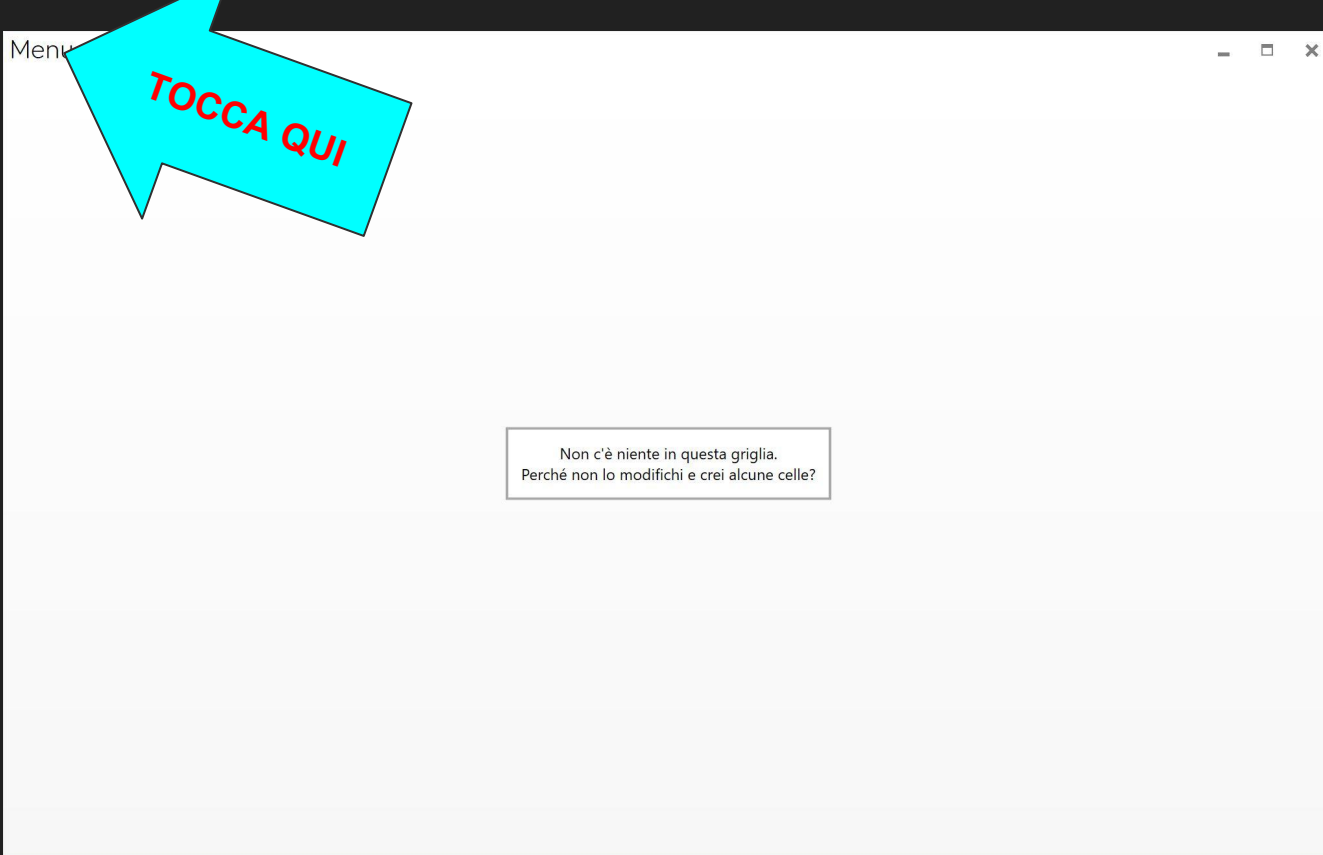 Menu
TOCCA QUI
Non c'è niente in questa griglia.
Perché non lo modifichi e crei alcune celle?